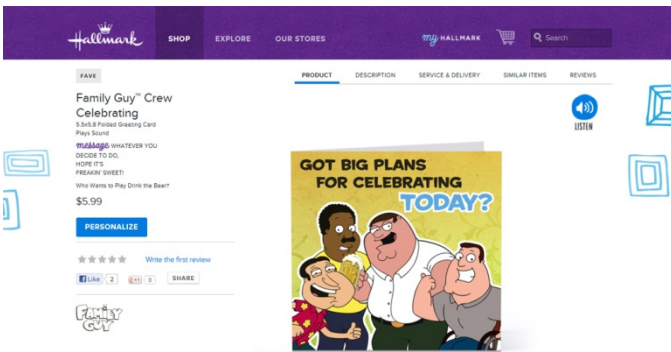 Hallmark
SHOP
EXPLORE
OUR STORES
my HALLMARK
Search
FAVE
PRODUCT
DESCRIPTION
SERVICE & DELIVERY
SIMILAR ITEMS
REVIEWS
Family Guy™ Crew
Celebrating
5.5x5.8 Folded Greeting Card
Plays Sound
message WHATEVER YOU
DECIDE TO DO,
HOPE IT'S
FREAKIN' SWEET!
Who Wants to Play Drink the Beer?
$5.99
PERSONALIZE
Write the first review
Like 2
+1 0
SHARE
FAMILY
GUY
LISTEN
GOT BIG PLANS
FOR CELEBRATING
TODAY?